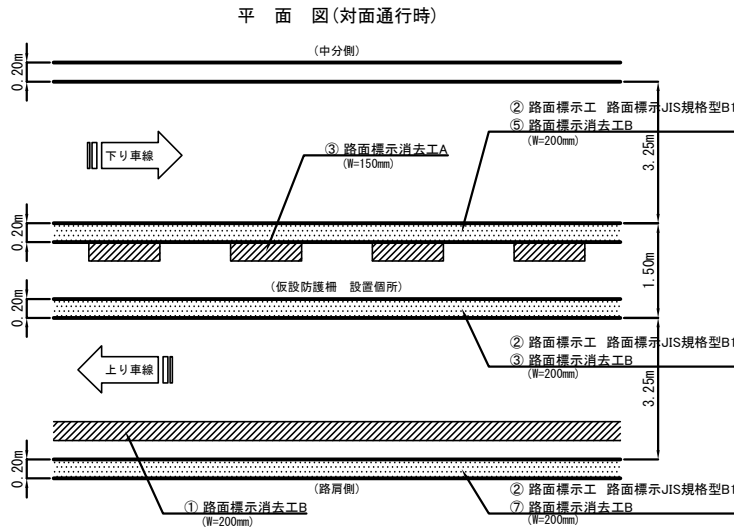 平 面 図(対面通行時)
(中分側)
0.20m
② 路面標示工 路面標示JIS規格型B1
⑤ 路面標示消去工B
(W=200mm)
3.25m
下り車線
③ 路面標示消去工A
(W=150mm)
0.20m
(仮設防護柵 設置個所)
1.50m
0.20m
② 路面標示工 路面標示JIS規格型B1
③ 路面標示消去工B
(W=200mm)
上り車線
3.25m
0.20m
(路肩側)
② 路面標示工 路面標示JIS規格型B1
⑦ 路面標示消去工B
(W=200mm)
① 路面標示消去工B
(W=200mm)